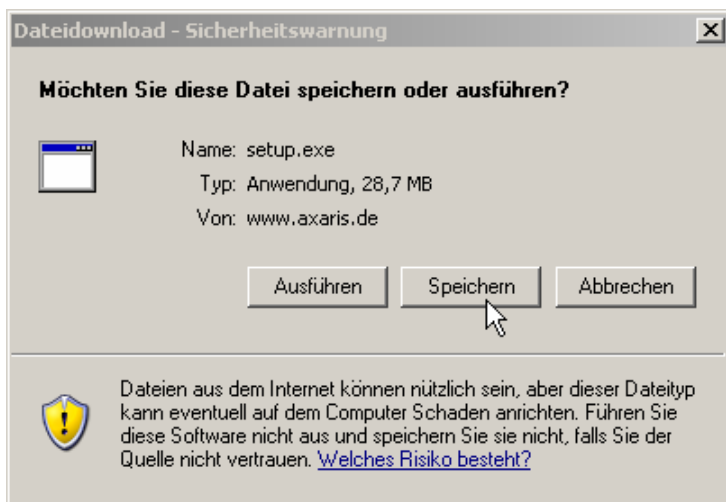 Dateidownload - Sicherheitswarnung
Möchten Sie diese Datei speichern oder ausführen?
Name: setup.exe
Typ: Anwendung, 28,7 MB
Von: www.axaris.de
Ausführen Speichern Abbrechen
Dateien aus dem Internet können nützlich sein, aber dieser Dateityp
kann eventuell auf dem Computer Schaden anrichten. Führen Sie
diese Software nicht aus und speichern Sie sie nicht, falls Sie der
Quelle nicht vertrauen. Welches Risiko besteht?